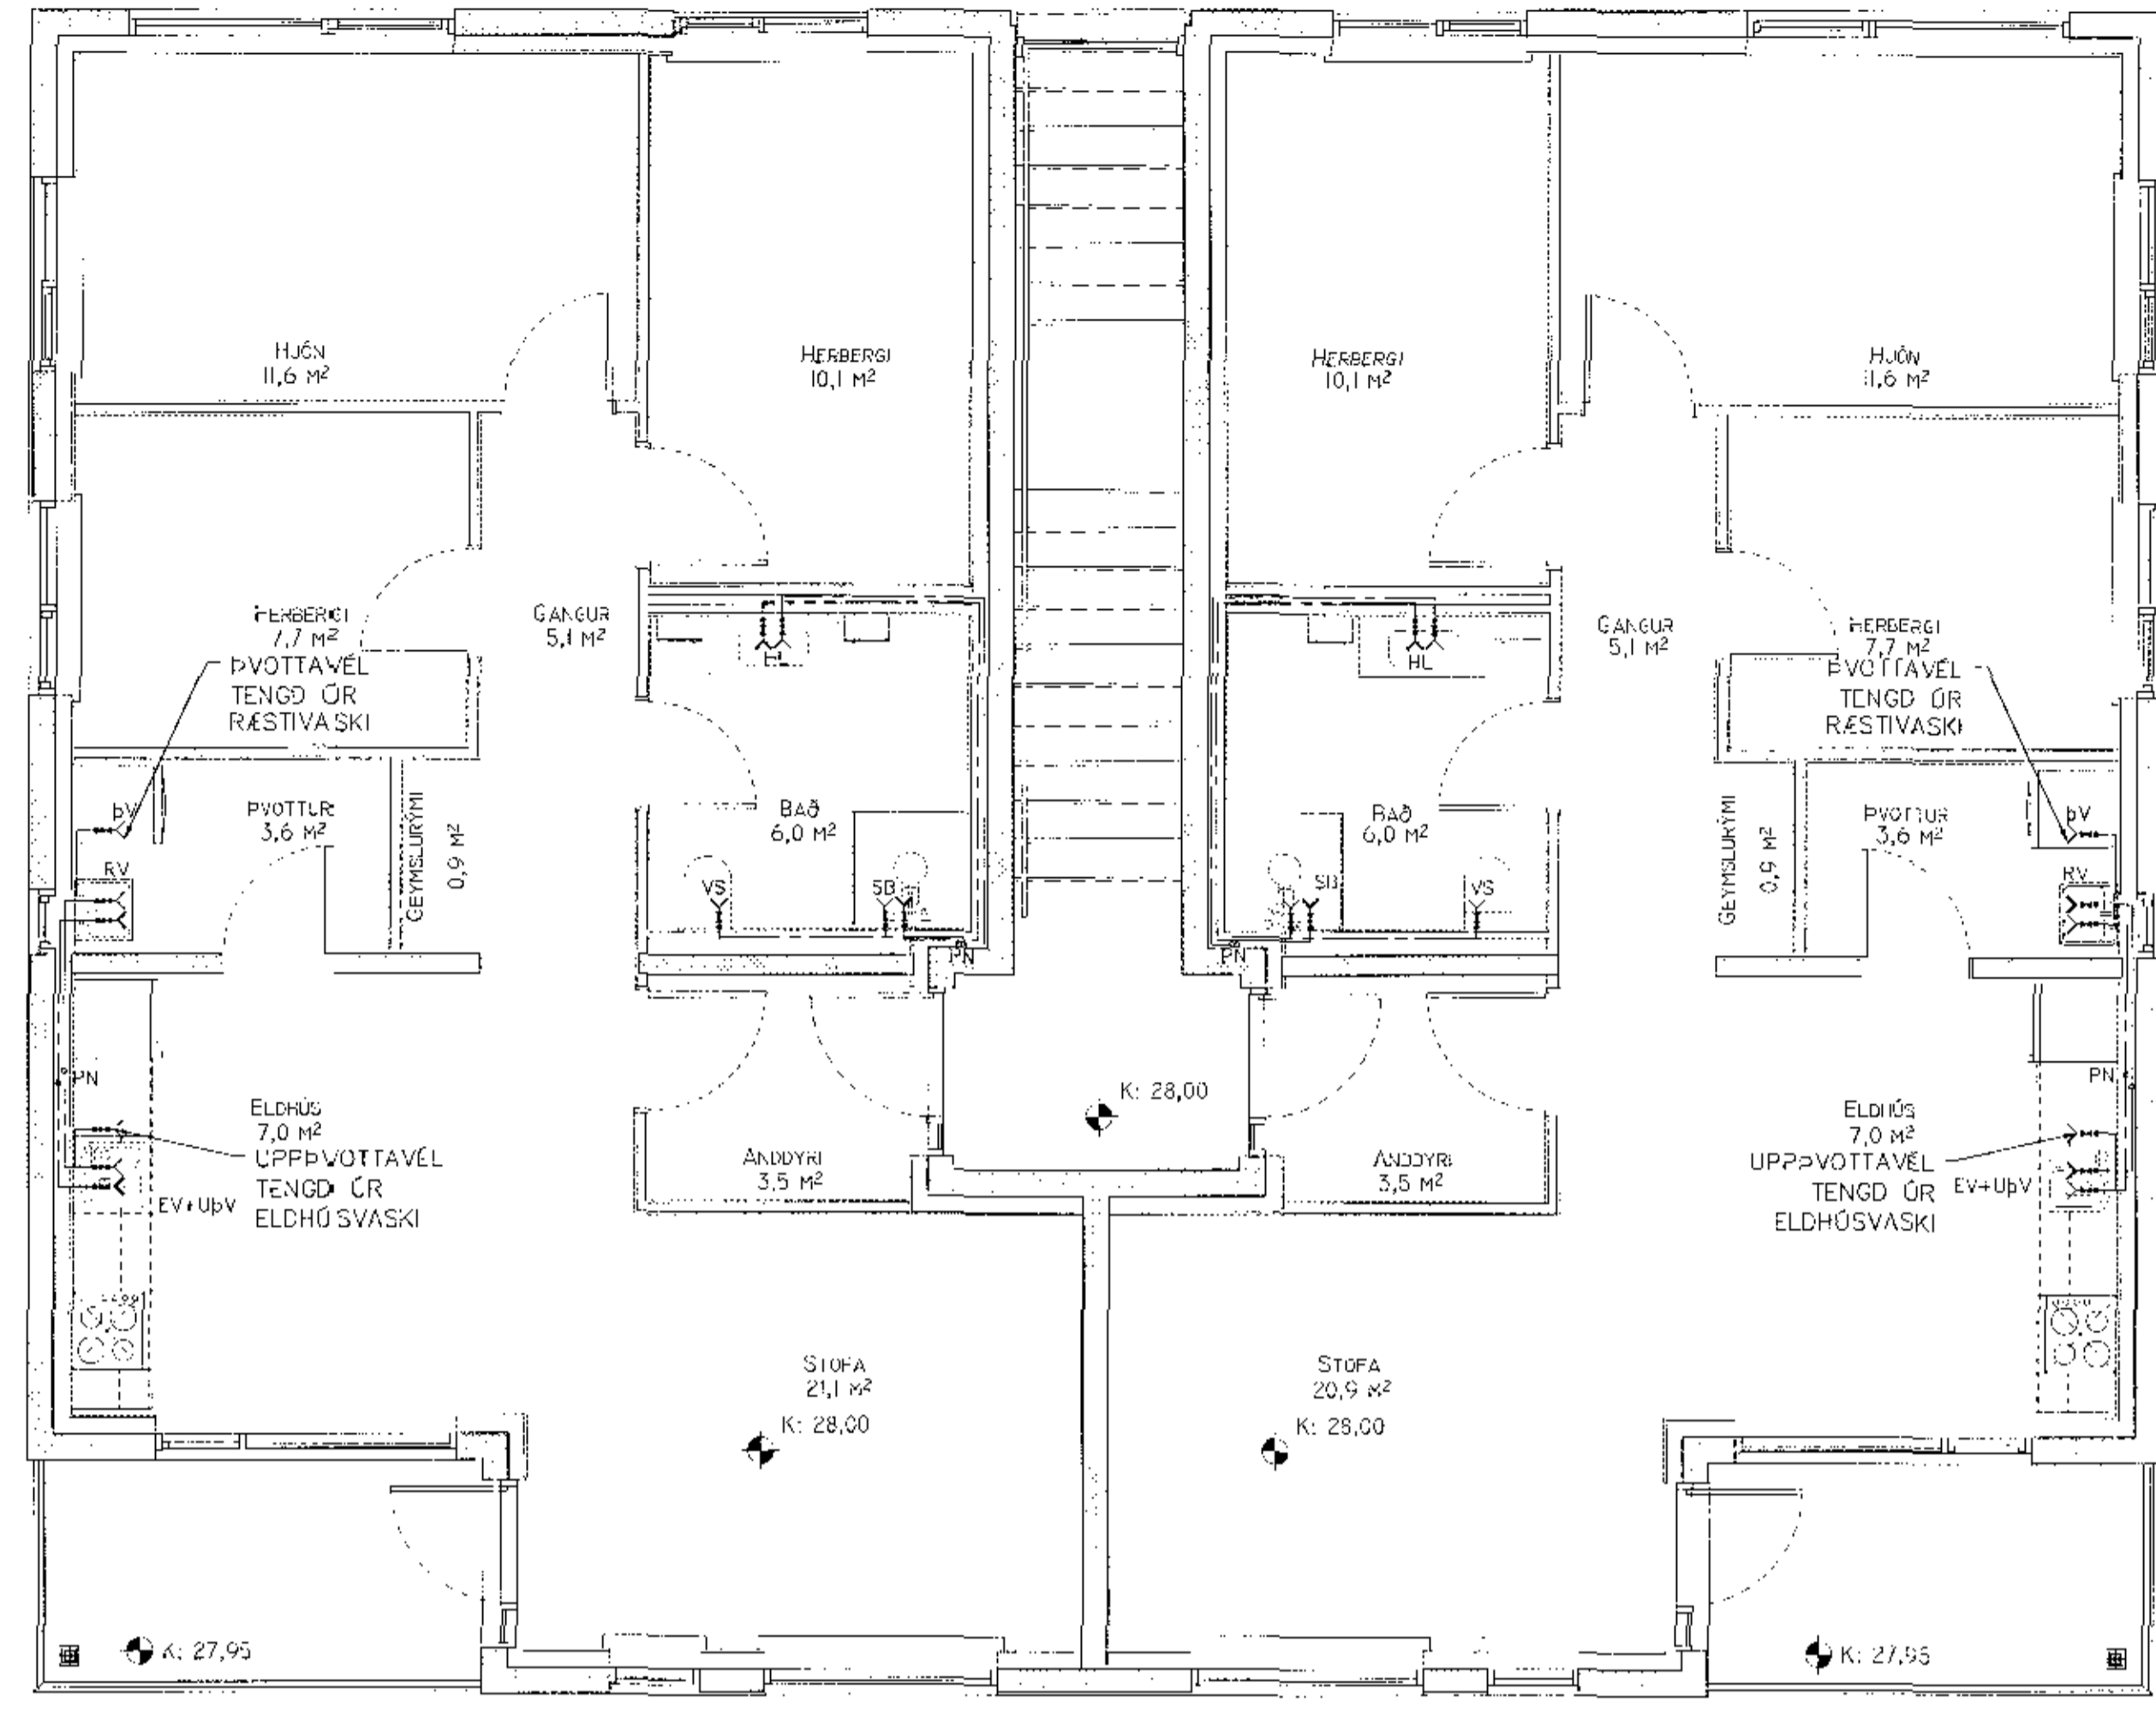 HJÓN
11,6 M²
HERBERGI
10,1 M²
HERBERGI
10,1 M²
HJÓN
11,6 M²
HERBERGI
7,7 M²
ÞVOTTAVÉL
TENGD ÚR
RÆSTIVASKI
GANGUR
5,1 M²
HL
HL
GANGUR
5,1 M²
HERBERGI
7,7 M²
ÞVOTTAVÉL
TENGD ÚR
RÆSTIVASKI
ÞV
RV
ÞVOTTUR
3,6 M²
GEYMSLURÝMI
0,9 M²
BAÐ
6,0 M²
VS
SB
PN
BAÐ
6,0 M²
SB
VS
PN
GEYMSLURÝMI
0,9 M²
ÞVOTTUR
3,6 M²
ÞV
RV
PN
ELDHÚS
7,0 M²
UPPÞVOTTAVÉL
TENGD ÚR
ELDHÚSVASKI
EV+UÞV
ANDDYRI
3,5 M²
K: 28,00
ANDDYRI
3,5 M²
PN
ELDHÚS
7,0 M²
UPPÞVOTTAVÉL
TENGD ÚR
ELDHÚSVASKI
EV+UÞV
STOFA
21,1 M²
K: 28,00
STOFA
20,9 M²
K: 28,00
K: 27,95
K: 27,95